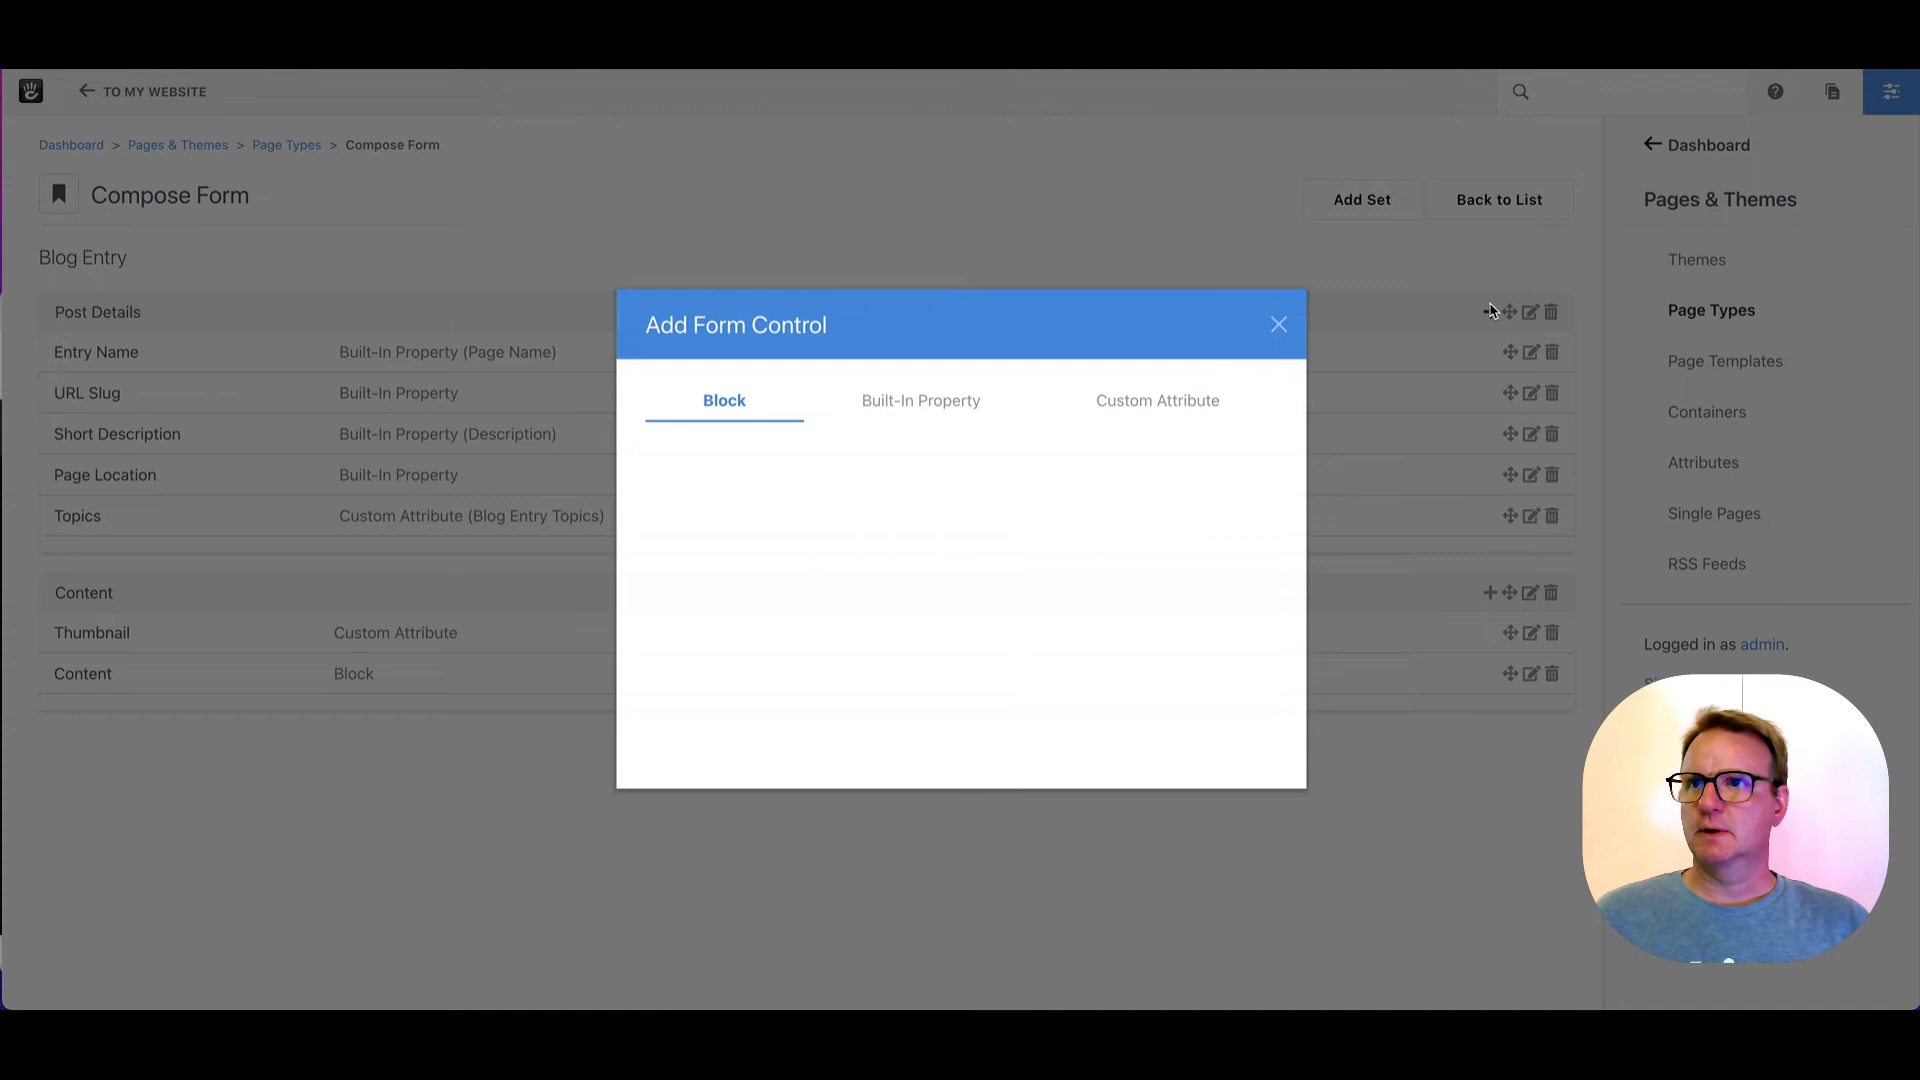 TO MY WEBSITE
Dashboard > Pages & Themes > Page Types > Compose Form
Compose Form
Add Set
Back to List
Blog Entry
Post Details
Entry Name
Built-In Property (Page Name)
URL Slug
Built-In Property
Short Description
Built-In Property (Description)
Page Location
Built-In Property
Topics
Custom Attribute (Blog Entry Topics)
Content
Thumbnail
Custom Attribute
Content
Block
Add Form Control
Block
Built-In Property
Custom Attribute
Dashboard
Pages & Themes
Themes
Page Types
Page Templates
Containers
Attributes
Single Pages
RSS Feeds
Logged in as admin.